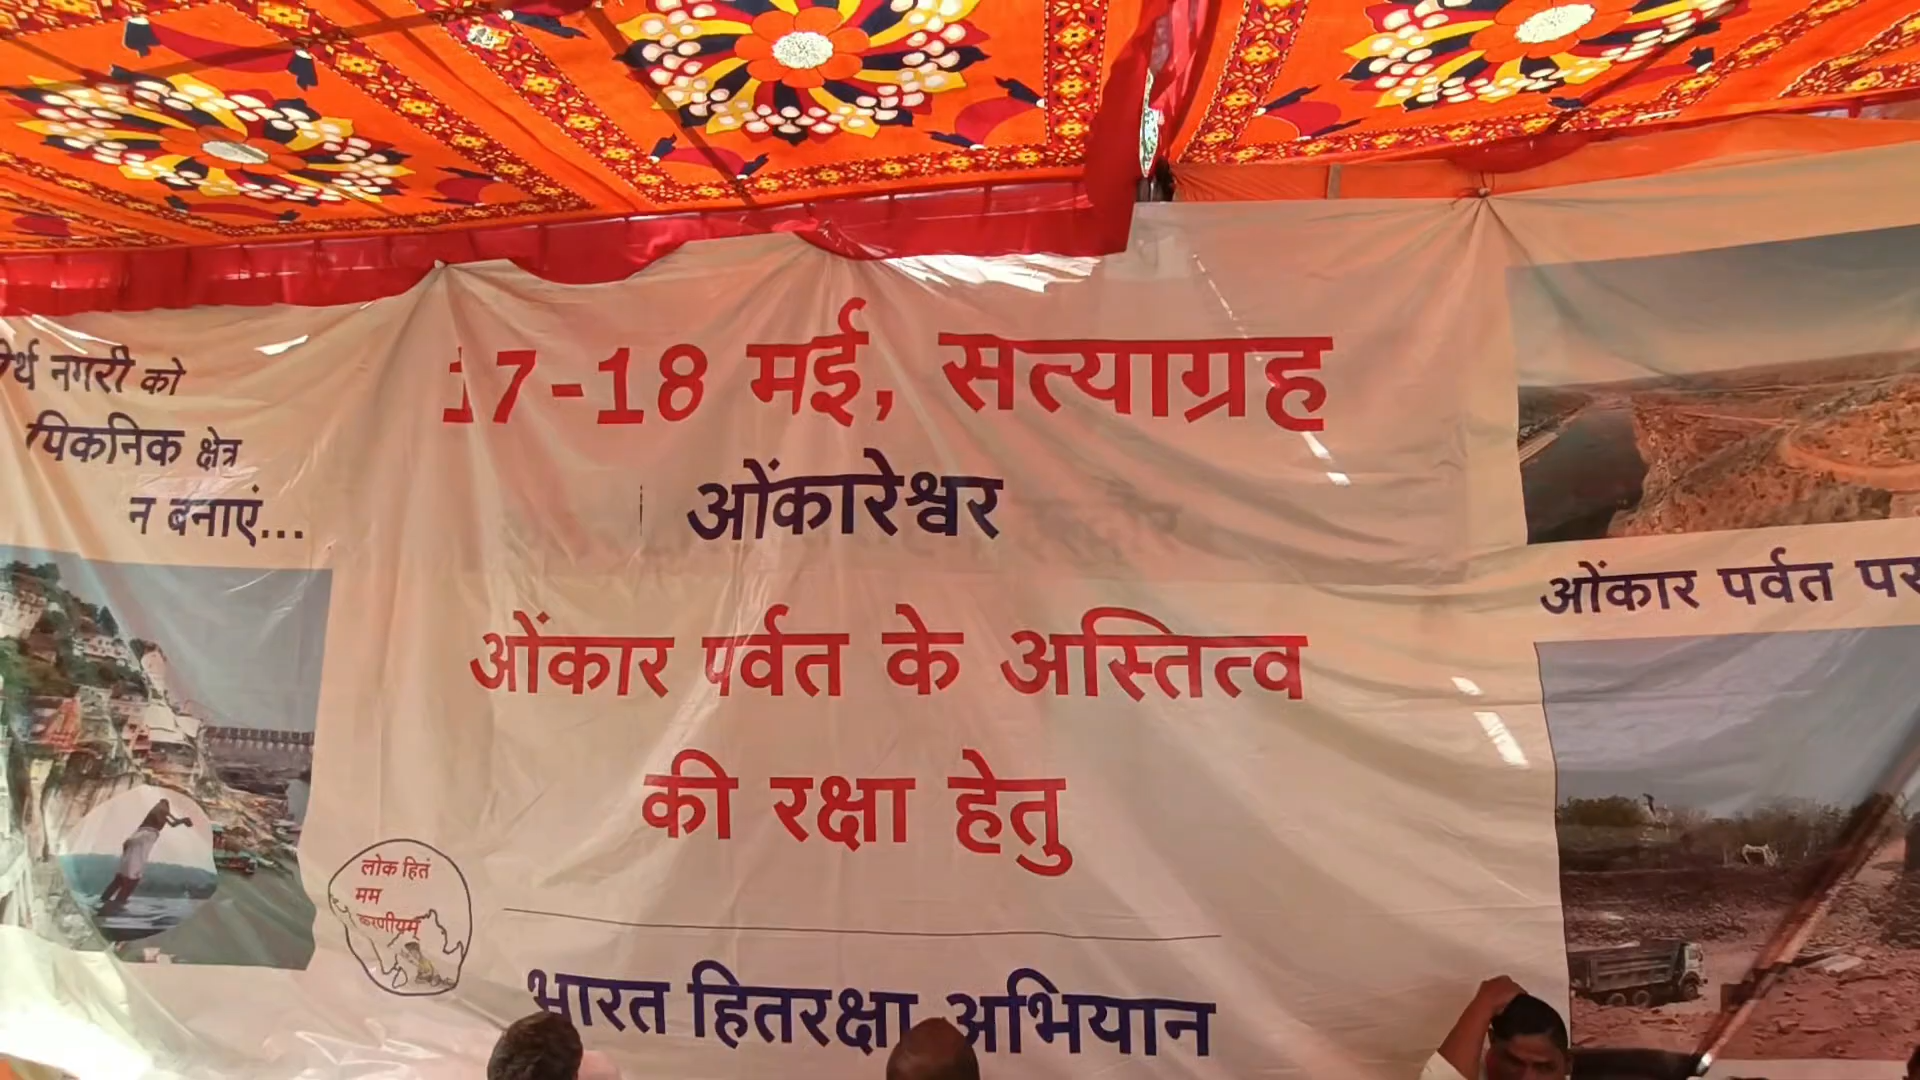 नगरी को
पिकनिक क्षेत्र
न बनाएं...
17-18 मई, सत्याग्रह
ओंकारेश्वर
ओंकार पर्वत के अस्तित्व
की रक्षा हेतु
लोक हितं
मम
करणीयम्
भारत हितरक्षा अभियान
ओंकार पर्वत पर